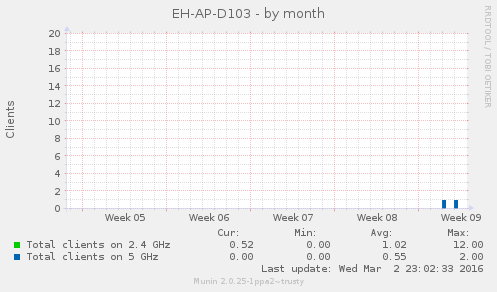 EH-AP-D103 - by month
RRDTOOL / TOBI OETIKER
Clients
20
18
16
14
12
10
8
6
4
2
0
Week 05 Week 06 Week 07 Week 08 Week 09
Cur: Min: Avg: Max:
Total clients on 2.4 GHz 0.52 0.00 1.02 12.00
Total clients on 5 GHz 0.00 0.00 0.55 2.00
Last update: Wed Mar 2 23:02:33 2016
Munin 2.0.25-1ppa2~trusty